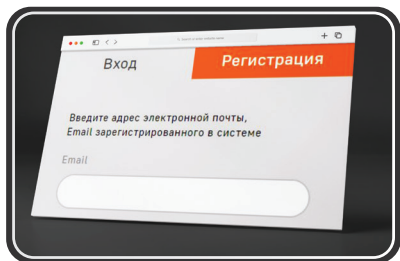 Вход
Регистрация
Введите адрес электронной почты,
Email зарегистрированного в системе
Email